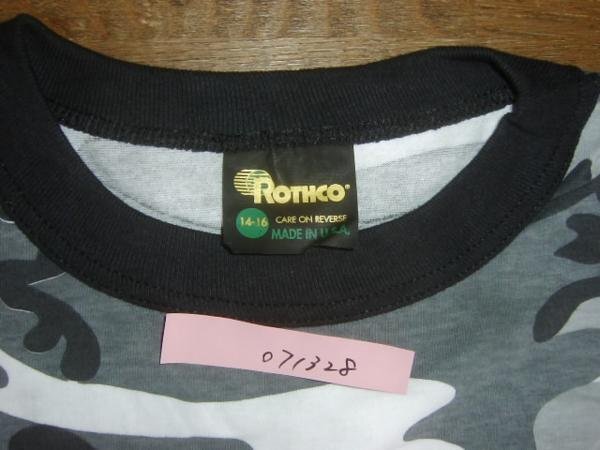 ROTHCO®
14-16 CARE ON REVERSE
MADE IN U.S.A.
071328